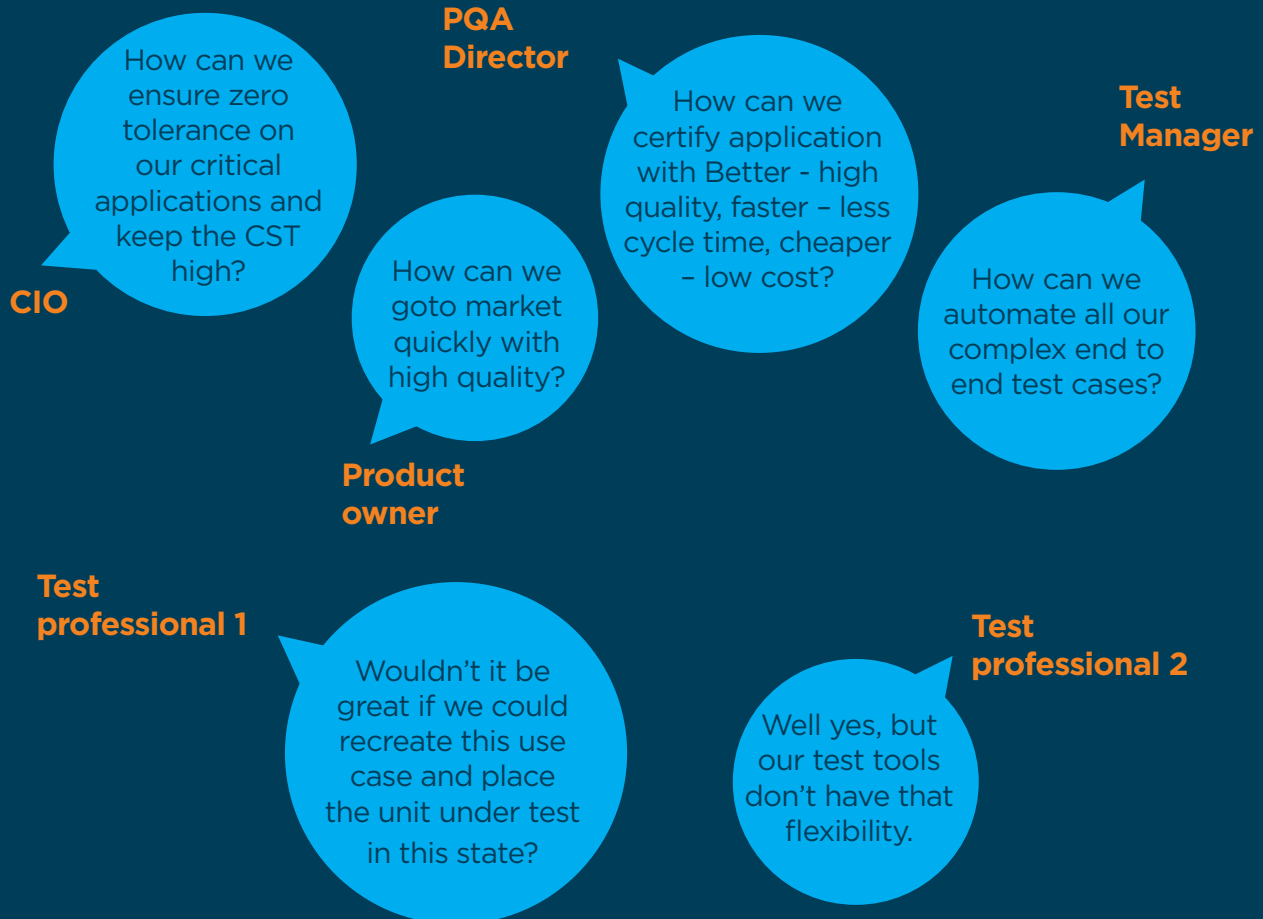 CIO
How can we
ensure zero
tolerance on
our critical
applications and
keep the CST
high?
Product
owner
How can we
goto market
quickly with
high quality?
PQA
Director
How can we
certify application
with Better - high
quality, faster – less
cycle time, cheaper
– low cost?
Test
Manager
How can we
automate all our
complex end to
end test cases?
Test
professional 1
Wouldn’t it be
great if we could
recreate this use
case and place
the unit under test
in this state?
Test
professional 2
Well yes, but
our test tools
don’t have that
flexibility.